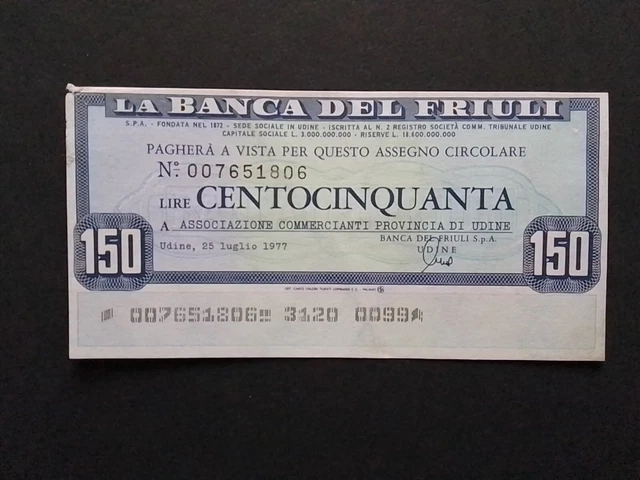 LA BANCA DEL FRIULI
S.P.A. - FONDATA NEL 1872 - SEDE SOCIALE IN UDINE - ISCRITTA AL N. 2 REGISTRO SOCIETÀ COMM. TRIBUNALE UDINE
CAPITALE SOCIALE L. 3.000.000.000 - RISERVE L. 18.600.000.000
PAGHERÀ A VISTA PER QUESTO ASSEGNO CIRCOLARE
No. 007651806
LIRE CENTOCINQUANTA
A ASSOCIAZIONE COMMERCIANTI PROVINCIA DI UDINE
Udine, 25 luglio 1977
BANCA DEL FRIULI S.p.A.
UDINE
150
150
007651806 3120 0099